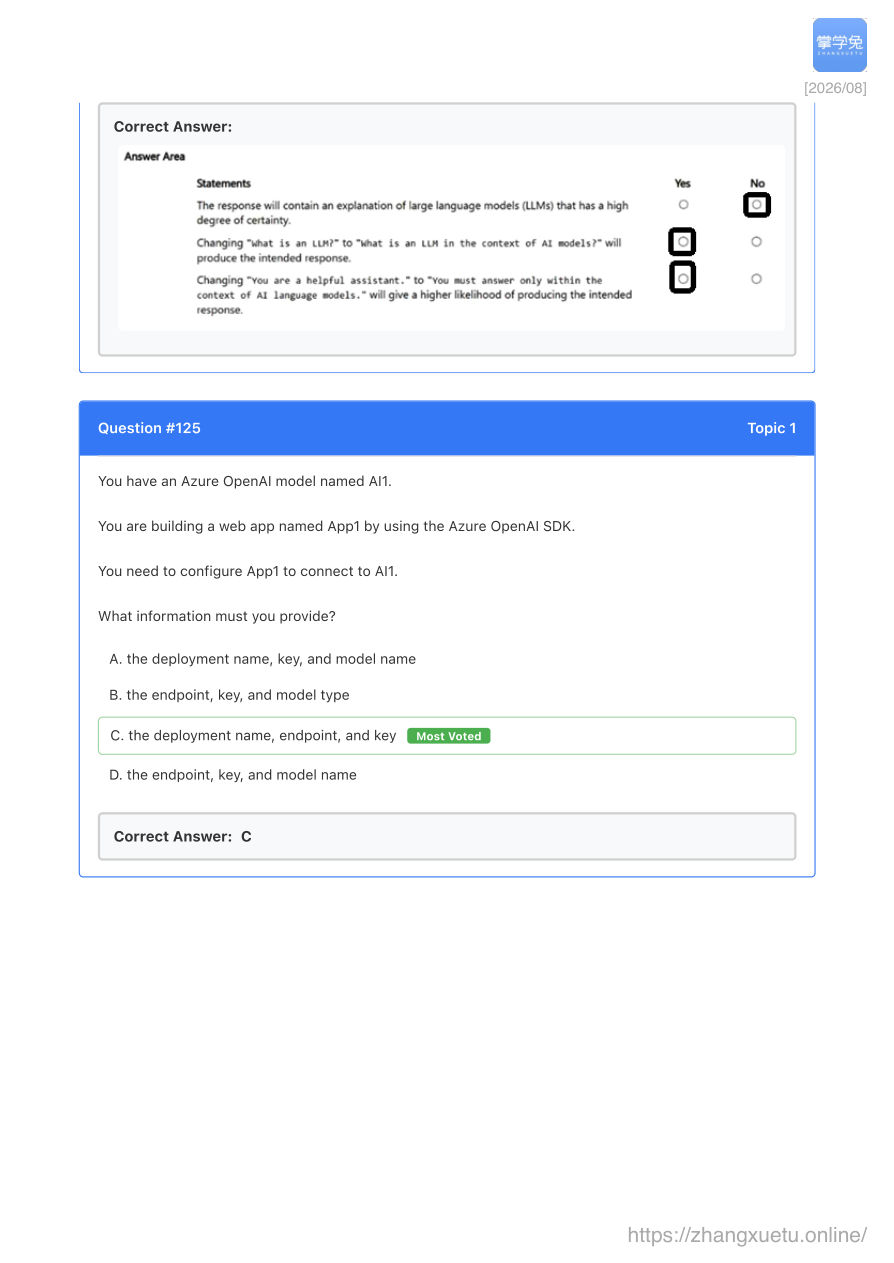 掌学兔
ZHANGXUETU
[2026/08]
Correct Answer:
Answer Area
Statements
Yes
No
The response will contain an explanation of large language models (LLMs) that has a high
degree of certainty.
Changing "What is an LLM?" to "What is an LLM in the context of AI models?" will
produce the intended response.
Changing "You are a helpful assistant." to "You must answer only within the
context of AI language models." will give a higher likelihood of producing the intended
response.
Question #125
Topic 1
You have an Azure OpenAI model named AI1.
You are building a web app named App1 by using the Azure OpenAI SDK.
You need to configure App1 to connect to AI1.
What information must you provide?
A. the deployment name, key, and model name
B. the endpoint, key, and model type
C. the deployment name, endpoint, and key Most Voted
D. the endpoint, key, and model name
Correct Answer: C
https://zhangxuetu.online/